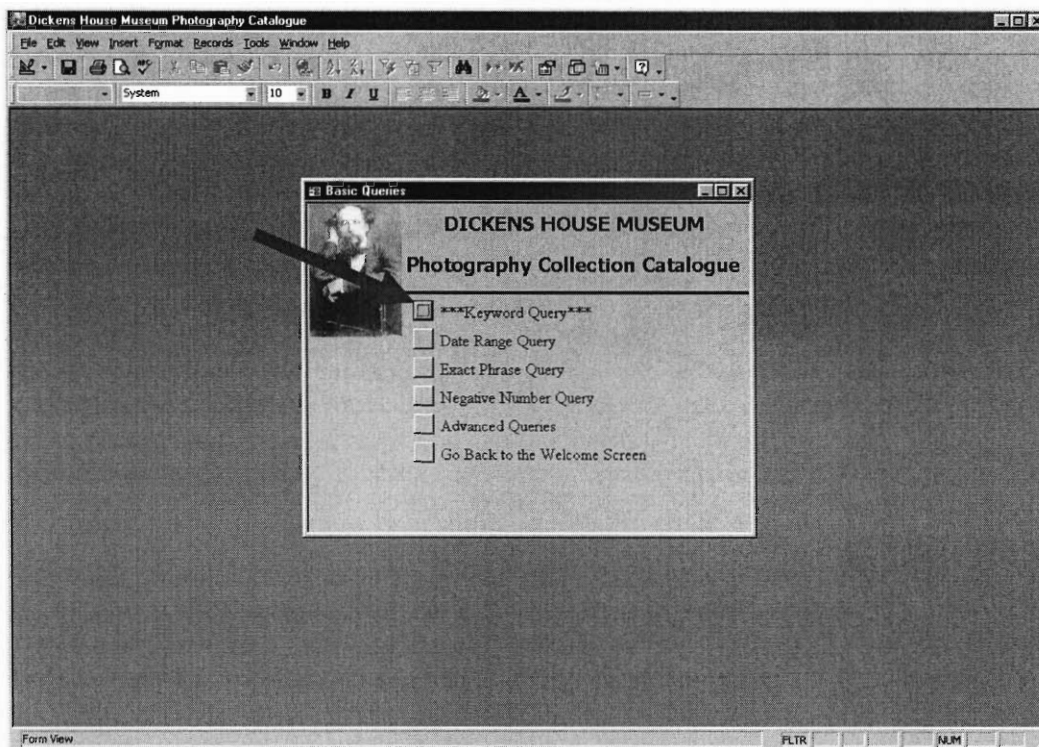 Dickens House Museum Photography Catalogue
File Edit View Insert Format Records Tools Window Help
System 10 B I U A
Basic Queries
DICKENS HOUSE MUSEUM
Photography Collection Catalogue
***Keyword Query***
Date Range Query
Exact Phrase Query
Negative Number Query
Advanced Queries
Go Back to the Welcome Screen
Form View FLTR NUM